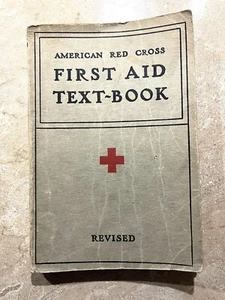 AMERICAN RED CROSS
FIRST AID
TEXT-BOOK
REVISED